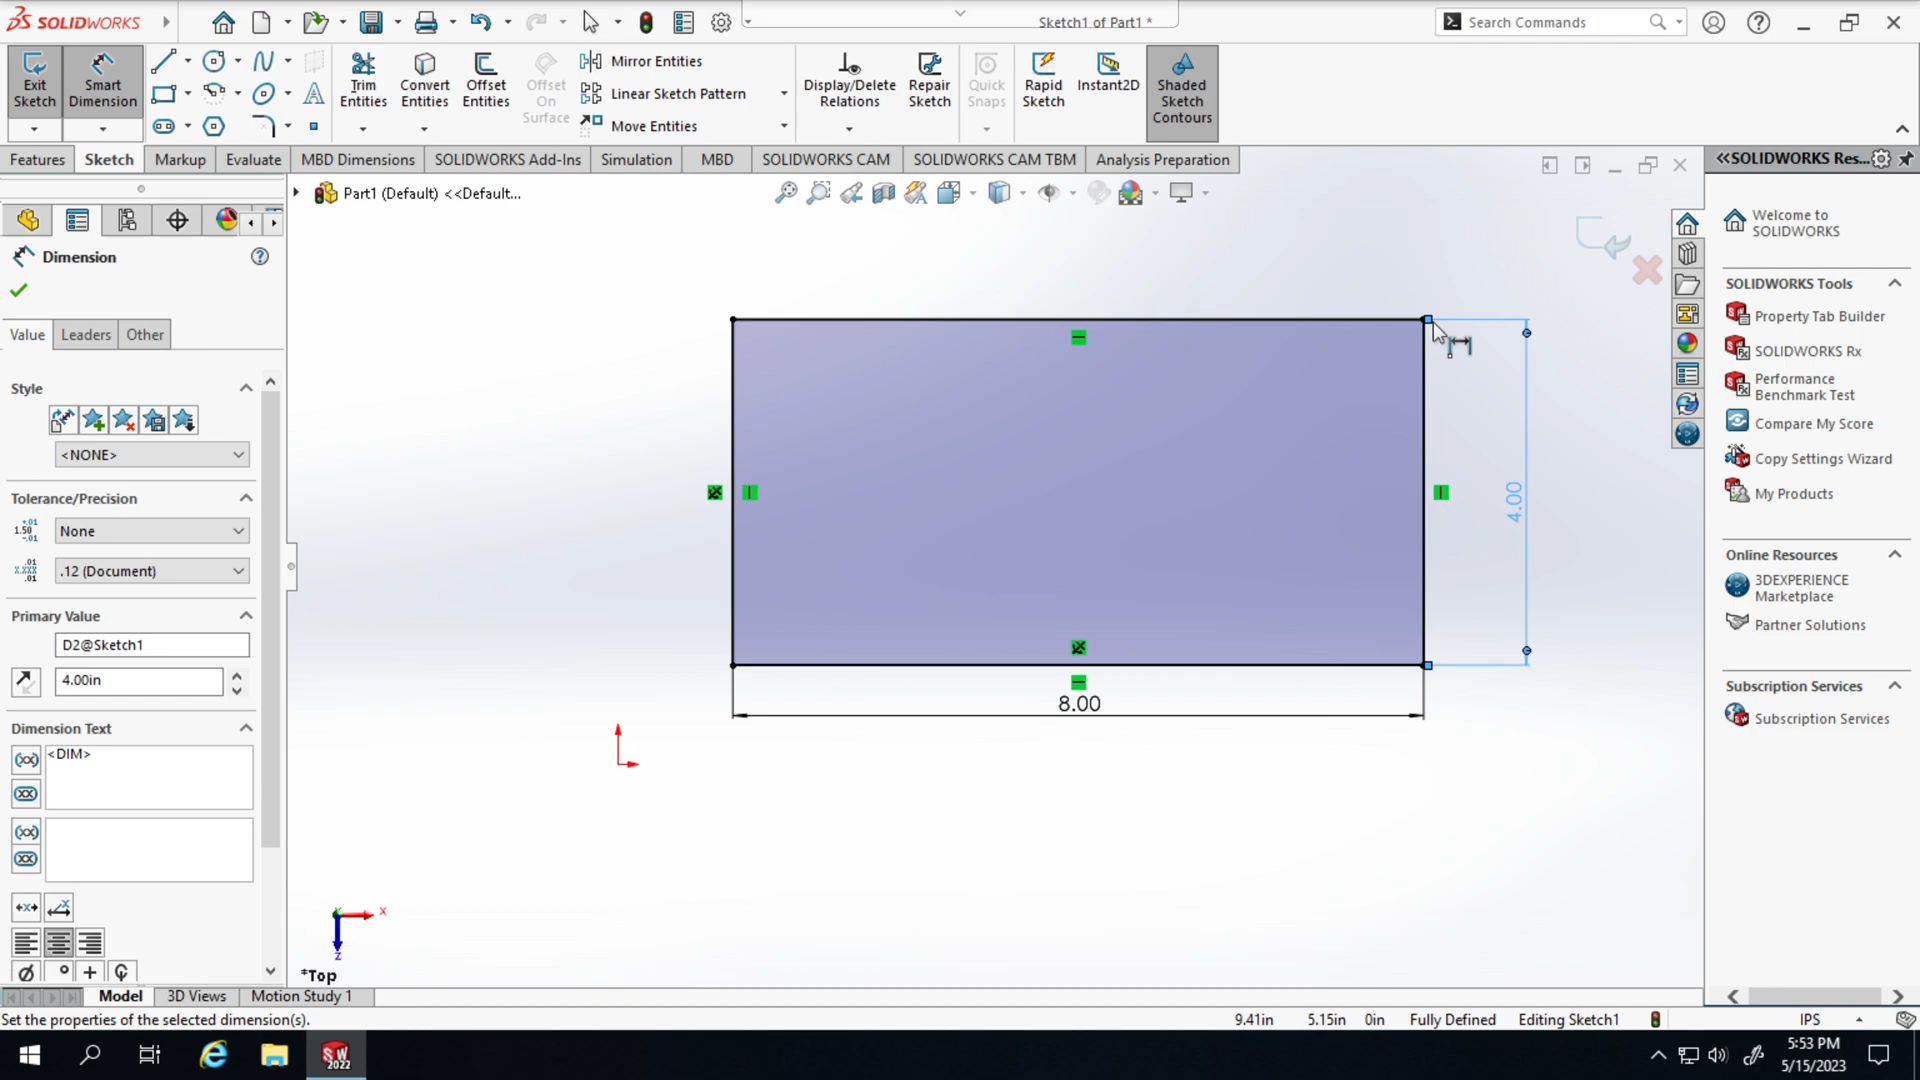 SOLIDWORKS
Sketch1 of Part1 *
Search Commands
Exit Sketch
Smart Dimension
Trim Entities
Convert Entities
Offset Entities
Offset On Surface
Mirror Entities
Linear Sketch Pattern
Move Entities
Display/Delete Relations
Repair Sketch
Quick Snaps
Rapid Sketch
Instant2D
Shaded Sketch Contours
Features
Sketch
Markup
Evaluate
MBD Dimensions
SOLIDWORKS Add-Ins
Simulation
MBD
SOLIDWORKS CAM
SOLIDWORKS CAM TBM
Analysis Preparation
SOLIDWORKS Res...
Part1 (Default) <<Default...
Dimension
Value
Leaders
Other
Style
<NONE>
Tolerance/Precision
None
.12 (Document)
Primary Value
D2@Sketch1
4.00in
Dimension Text
<DIM>
4.00
8.00
*Top
Welcome to
SOLIDWORKS
SOLIDWORKS Tools
Property Tab Builder
SOLIDWORKS Rx
Performance
Benchmark Test
Compare My Score
Copy Settings Wizard
My Products
Online Resources
3DEXPERIENCE
Marketplace
Partner Solutions
Subscription Services
Subscription Services
Model
3D Views
Motion Study 1
Set the properties of the selected dimension(s).
9.41in
5.15in
0in
Fully Defined
Editing Sketch1
IPS
5:53 PM
5/15/2023